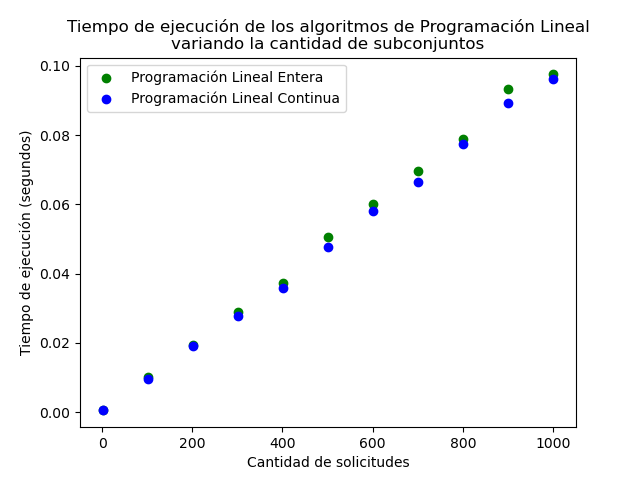 Tiempo de ejecución de los algoritmos de Programación Lineal
variando la cantidad de subconjuntos
Programación Lineal Entera
Programación Lineal Continua
Tiempo de ejecución (segundos)
0.10
0.08
0.06
0.04
0.02
0.00
0
200
400
600
800
1000
Cantidad de solicitudes